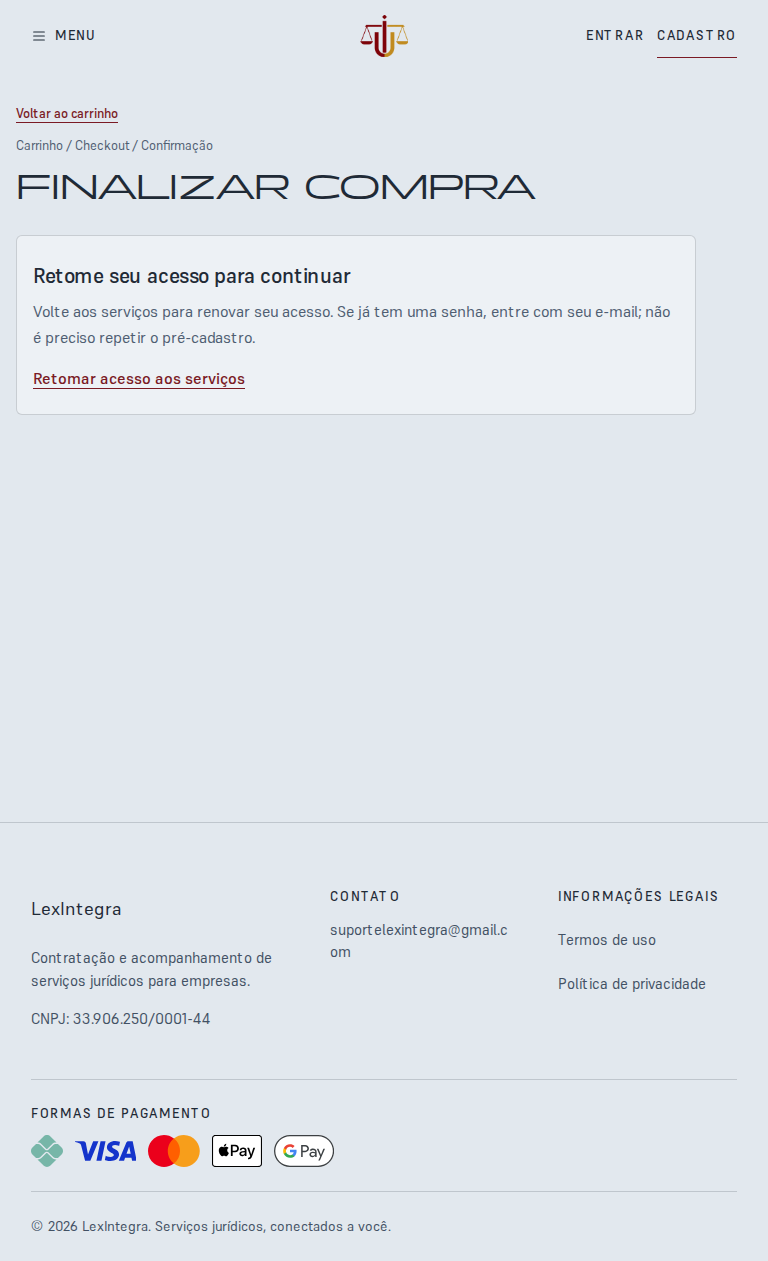 MENU
ENTRAR
CADASTRO
Voltar ao carrinho
Carrinho / Checkout / Confirmação
FINALIZAR COMPRA
Retome seu acesso para continuar
Volte aos serviços para renovar seu acesso. Se já tem uma senha, entre com seu e-mail; não
é preciso repetir o pré-cadastro.
Retomar acesso aos serviços
LexIntegra
Contratação e acompanhamento de
serviços jurídicos para empresas.
CNPJ: 33.906.250/0001-44
CONTATO
suportelexintegra@gmail.c
om
INFORMAÇÕES LEGAIS
Termos de uso
Política de privacidade
FORMAS DE PAGAMENTO
VISA
Pay
G Pay
© 2026 LexIntegra. Serviços jurídicos, conectados a você.